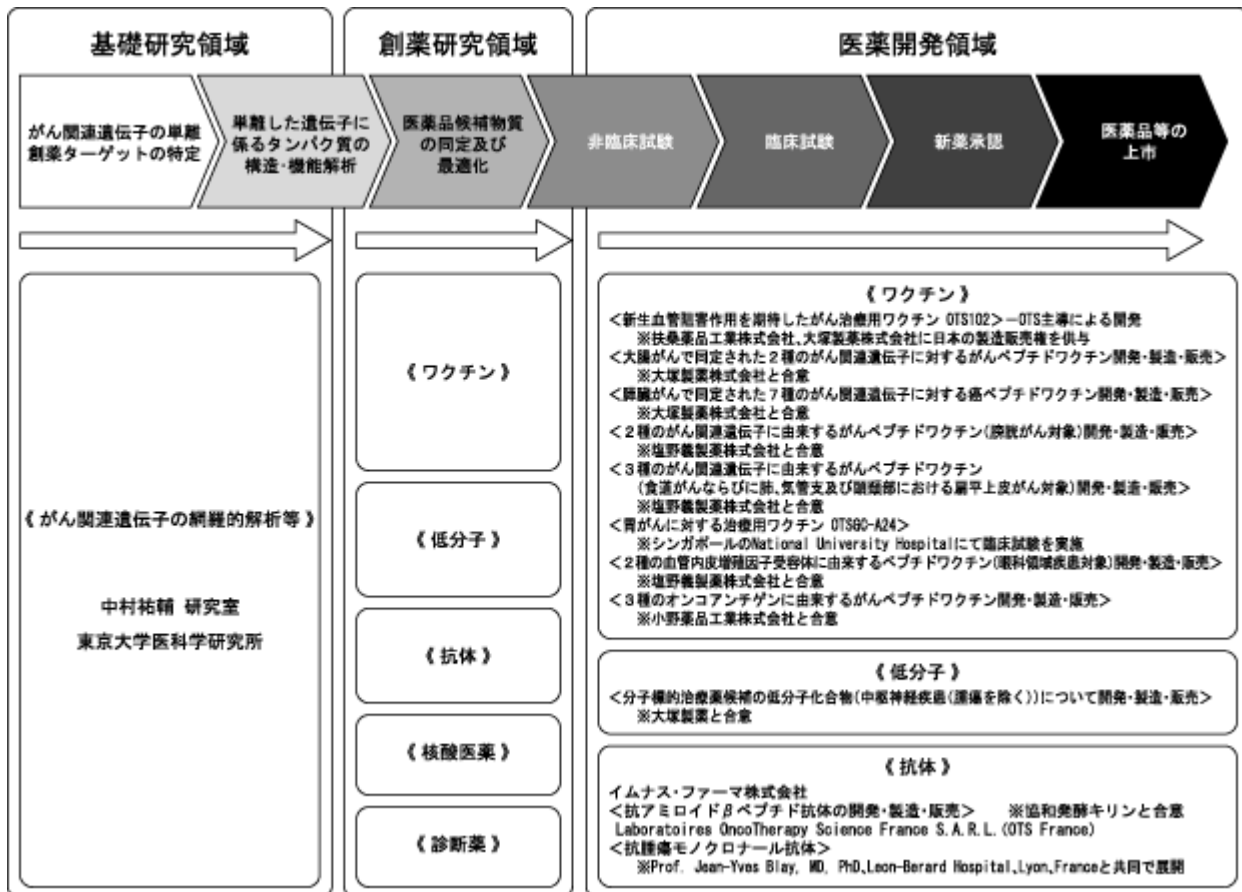 基礎研究領域
創薬研究領域
医薬開発領域
がん関連遺伝子の単離
創薬ターゲットの特定
単離した遺伝子に
係るタンパク質の
構造・機能解析
医薬品候補物質
の同定及び
最適化
非臨床試験
臨床試験
新薬承認
医薬品等の
上市
《がん関連遺伝子の網羅的解析等》
中村祐輔 研究室
東京大学医科学研究所
《ワクチン》
《低分子》
《抗体》
《核酸医薬》
《診断薬》
《ワクチン》
<新生血管阻害作用を期待したがん治療用ワクチン OTS102>−OTS主導による開発
※扶桑薬品工業株式会社、大塚製薬株式会社に日本の製造販売権を供与
<大腸がんで同定された2種のがん関連遺伝子に対するがんペプチドワクチン開発・製造・販売>
※大塚製薬株式会社と合意
<膵臓がんで同定された7種のがん関連遺伝子に対する癌ペプチドワクチン開発・製造・販売>
※大塚製薬株式会社と合意
<2種のがん関連遺伝子に由来するがんペプチドワクチン(膀胱がん対象)開発・製造・販売>
※塩野義製薬株式会社と合意
<3種のがん関連遺伝子に由来するがんペプチドワクチン
(食道がんならびに肺、気管支及び頭頚部における扁平上皮がん対象)開発・製造・販売>
※塩野義製薬株式会社と合意
<胃がんに対する治療用ワクチン OTSGC-A24>
※シンガポールのNational University Hospitalにて臨床試験を実施
<2種の血管内皮増殖因子受容体に由来するペプチドワクチン(眼科領域疾患対象)開発・製造・販売>
※塩野義製薬株式会社と合意
<3種のオンコアンチゲンに由来するがんペプチドワクチン開発・製造・販売>
※小野薬品工業株式会社と合意
《低分子》
<分子標的治療薬候補の低分子化合物(中枢神経疾患(腫瘍を除く))について開発・製造・販売>
※大塚製薬と合意
《抗体》
イムナス・ファーマ株式会社
<抗アミロイドβペプチド抗体の開発・製造・販売> ※協和発酵キリンと合意
Laboratoires OncoTherapy Science France S.A.R.L.(OTS France)
<抗腫瘍モノクロナール抗体>
※Prof. Jean-Yves Blay, MD, PhD、Leon-Berard Hospital、Lyon、Franceと共同で展開